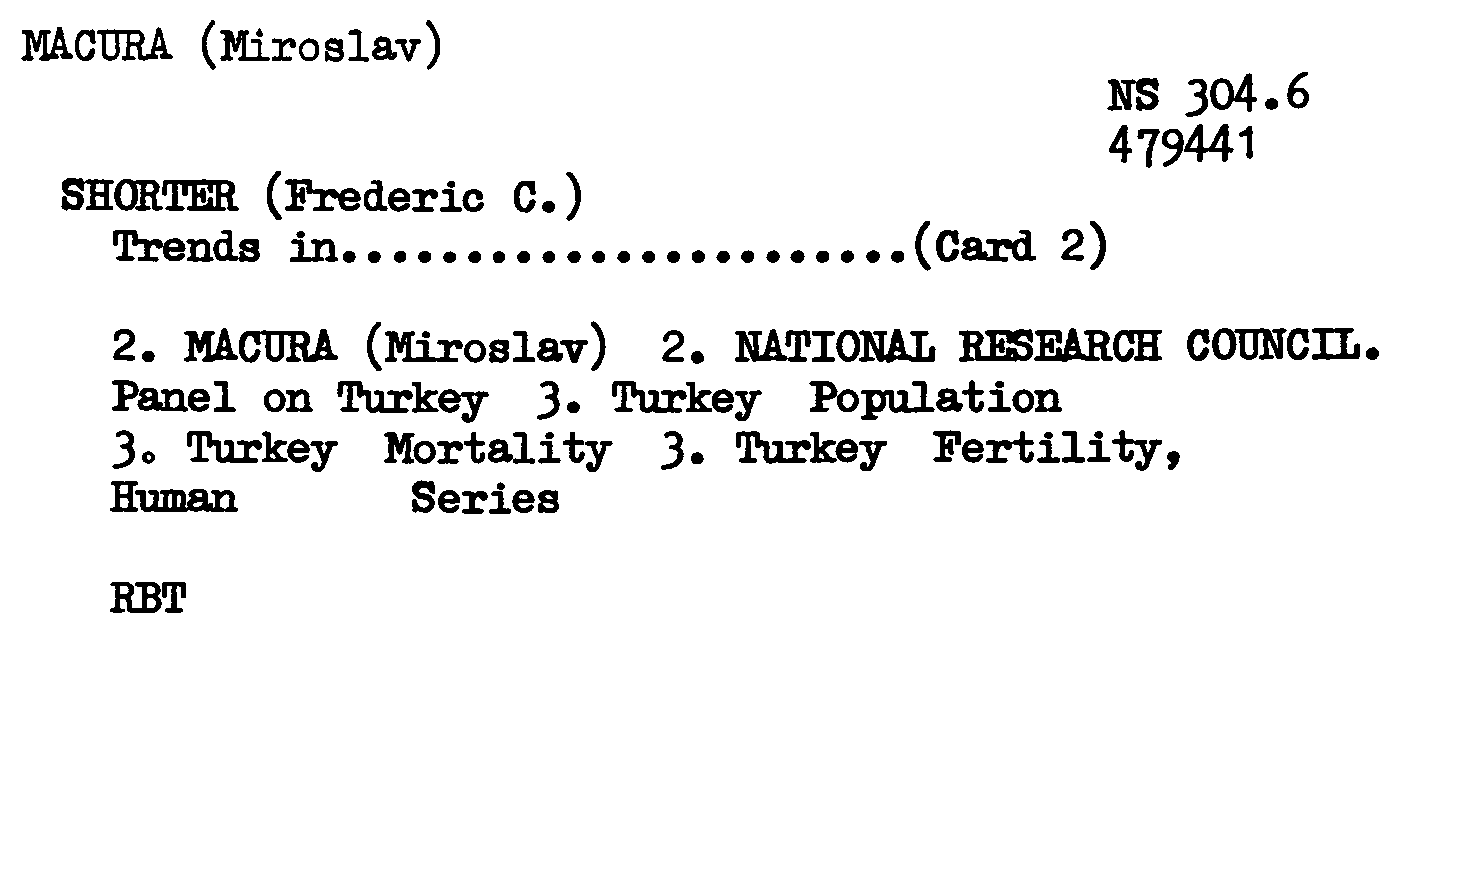 MACURA (Miroslav)
NS 304.6
479441
SHORTER (Frederic C.)
Trends in.......................(Card 2)
2. MACURA (Miroslav) 2. NATIONAL RESEARCH COUNCIL.
Panel on Turkey 3. Turkey Population
3. Turkey Mortality 3. Turkey Fertility,
Human Series
RBT